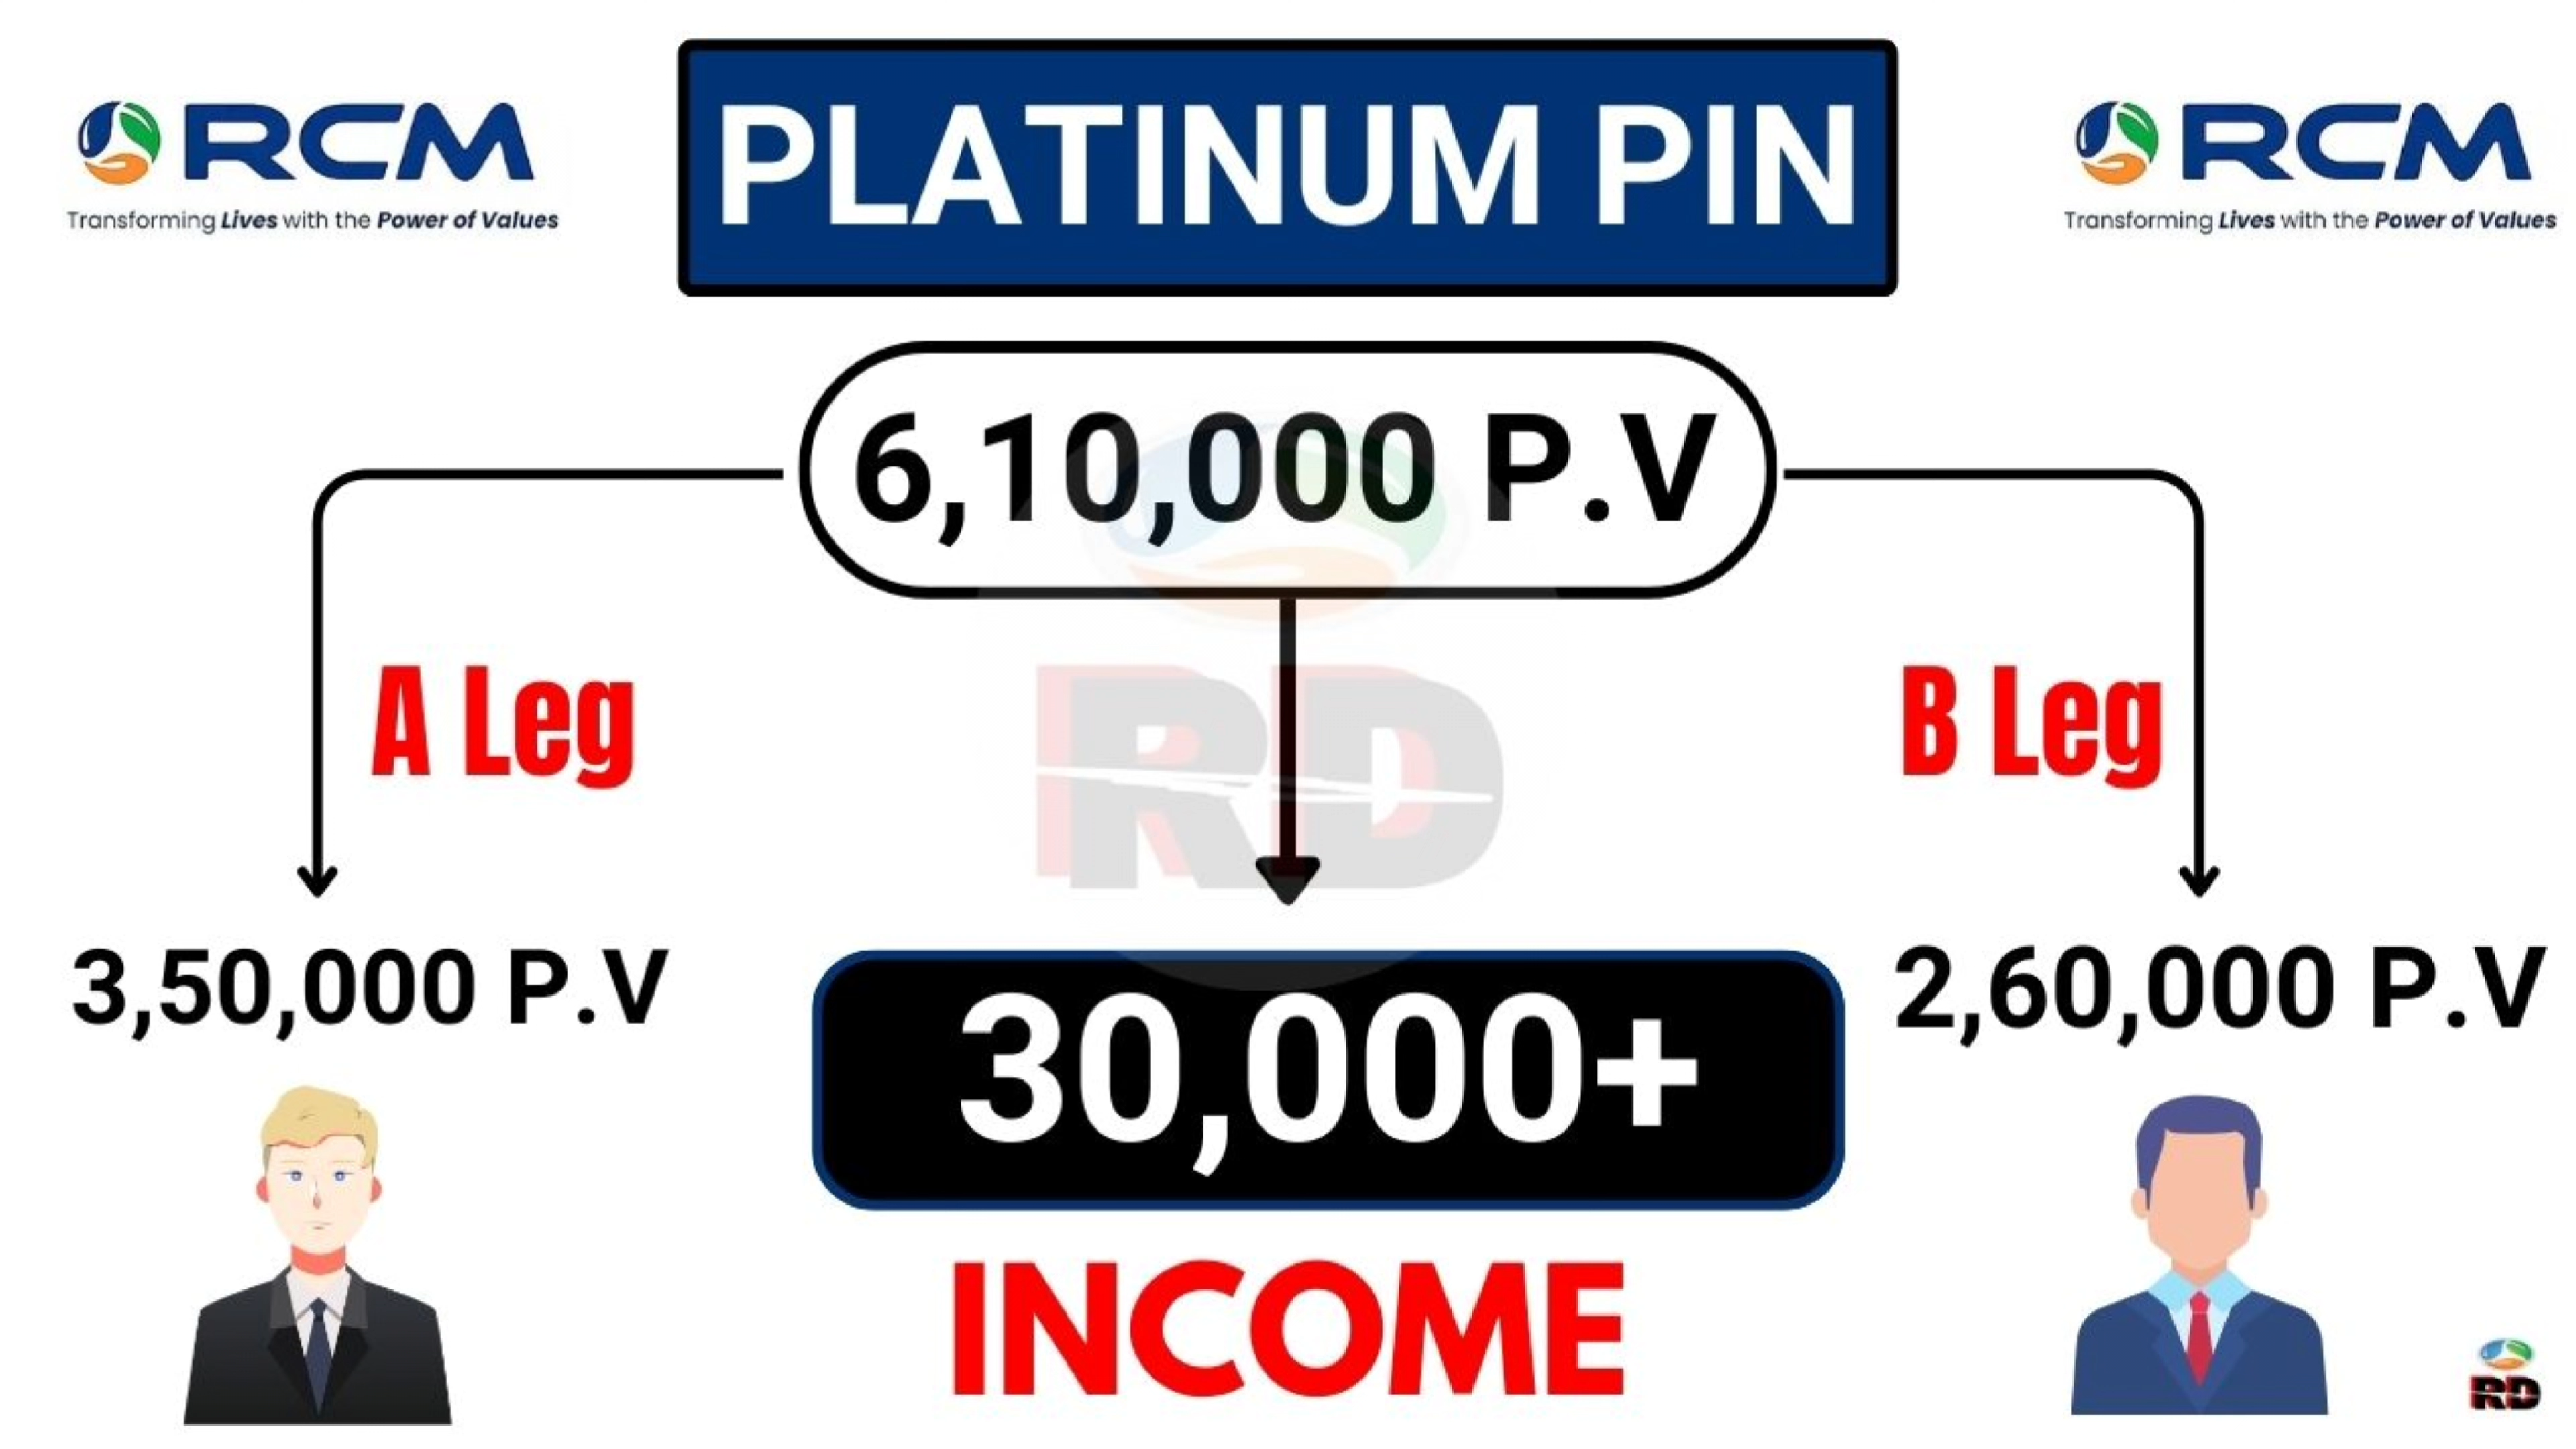 RCM
Transforming Lives with the Power of Values
PLATINUM PIN
RCM
Transforming Lives with the Power of Values
6,10,000 P.V
A Leg
B Leg
RD
3,50,000 P.V
2,60,000 P.V
30,000+
INCOME
RD